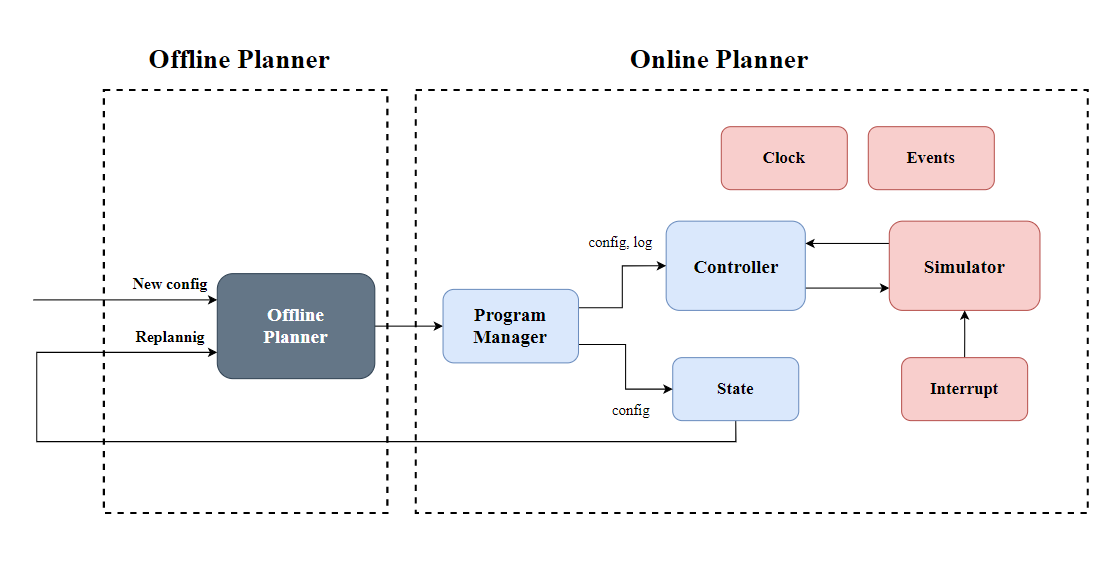 Offline Planner
Online Planner
Clock
Events
config, log
Controller
Simulator
New config
Offline
Planner
Program
Manager
Replannig
State
Interrupt
config